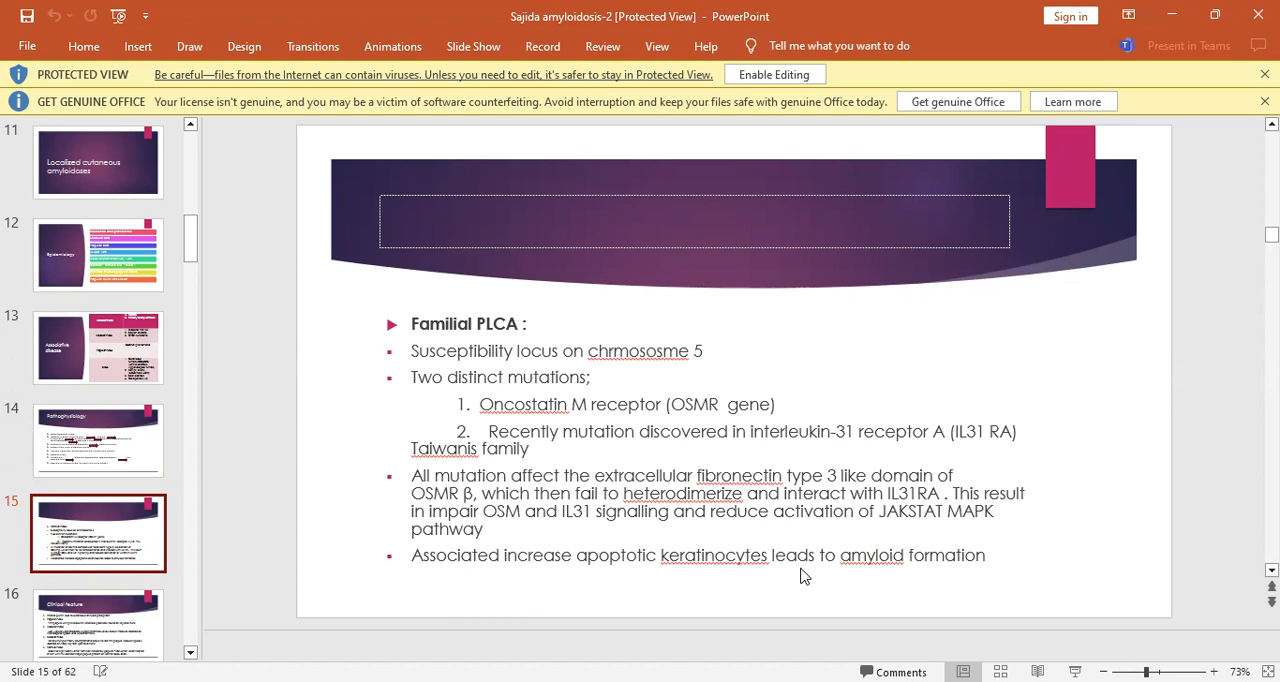 Sajida amyloidosis-2 [Protected View] - PowerPoint
Sign in
File Home Insert Draw Design Transitions Animations Slide Show Record Review View Help Tell me what you want to do Present in Teams
PROTECTED VIEW Be careful—files from the Internet can contain viruses. Unless you need to edit, it's safer to stay in Protected View. Enable Editing
GET GENUINE OFFICE Your license isn't genuine, and you may be a victim of software counterfeiting. Avoid interruption and keep your files safe with genuine Office today. Get genuine Office Learn more
11
Localized cutaneous
amyloidoses
12
Epidemiology
13
Associative
disease
14
Pathophysiology
15
16
Clinical feature
Familial PLCA :
Susceptibility locus on chrmososme 5
Two distinct mutations;
1. Oncostatin M receptor (OSMR gene)
2. Recently mutation discovered in interleukin-31 receptor A (IL31 RA)
Taiwanis family
All mutation affect the extracellular fibronectin type 3 like domain of
OSMR β, which then fail to heterodimerize and interact with IL31RA . This result
in impair OSM and IL31 signalling and reduce activation of JAKSTAT MAPK
pathway
Associated increase apoptotic keratinocytes leads to amyloid formation
Slide 15 of 62
Comments
73%